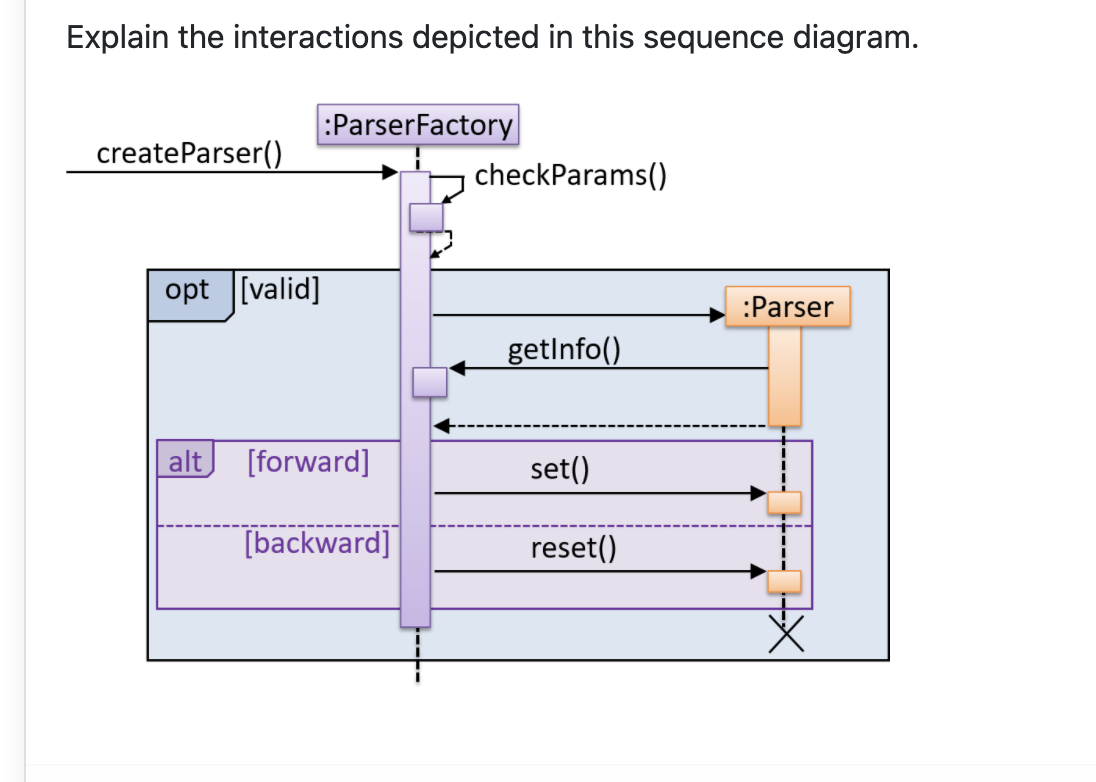 Explain the interactions depicted in this sequence diagram.
:ParserFactory
createParser()
checkParams()
opt [valid]
:Parser
getInfo()
alt [forward] set()
[backward] reset()